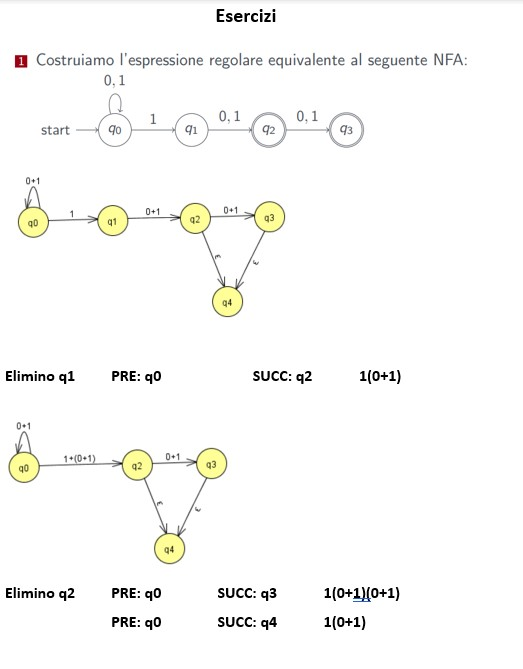 Esercizi
1 Costruiamo l'espressione regolare equivalente al seguente NFA:
0, 1
start q0 1 q1 0, 1 q2 0, 1 q3
0+1
q0 1 q1 0+1 q2 0+1 q3
ε ε
q4
Elimino q1 PRE: q0 SUCC: q2 1(0+1)
0+1
q0 1+(0+1) q2 0+1 q3
ε ε
q4
Elimino q2 PRE: q0 SUCC: q3 1(0+1)(0+1)
PRE: q0 SUCC: q4 1(0+1)